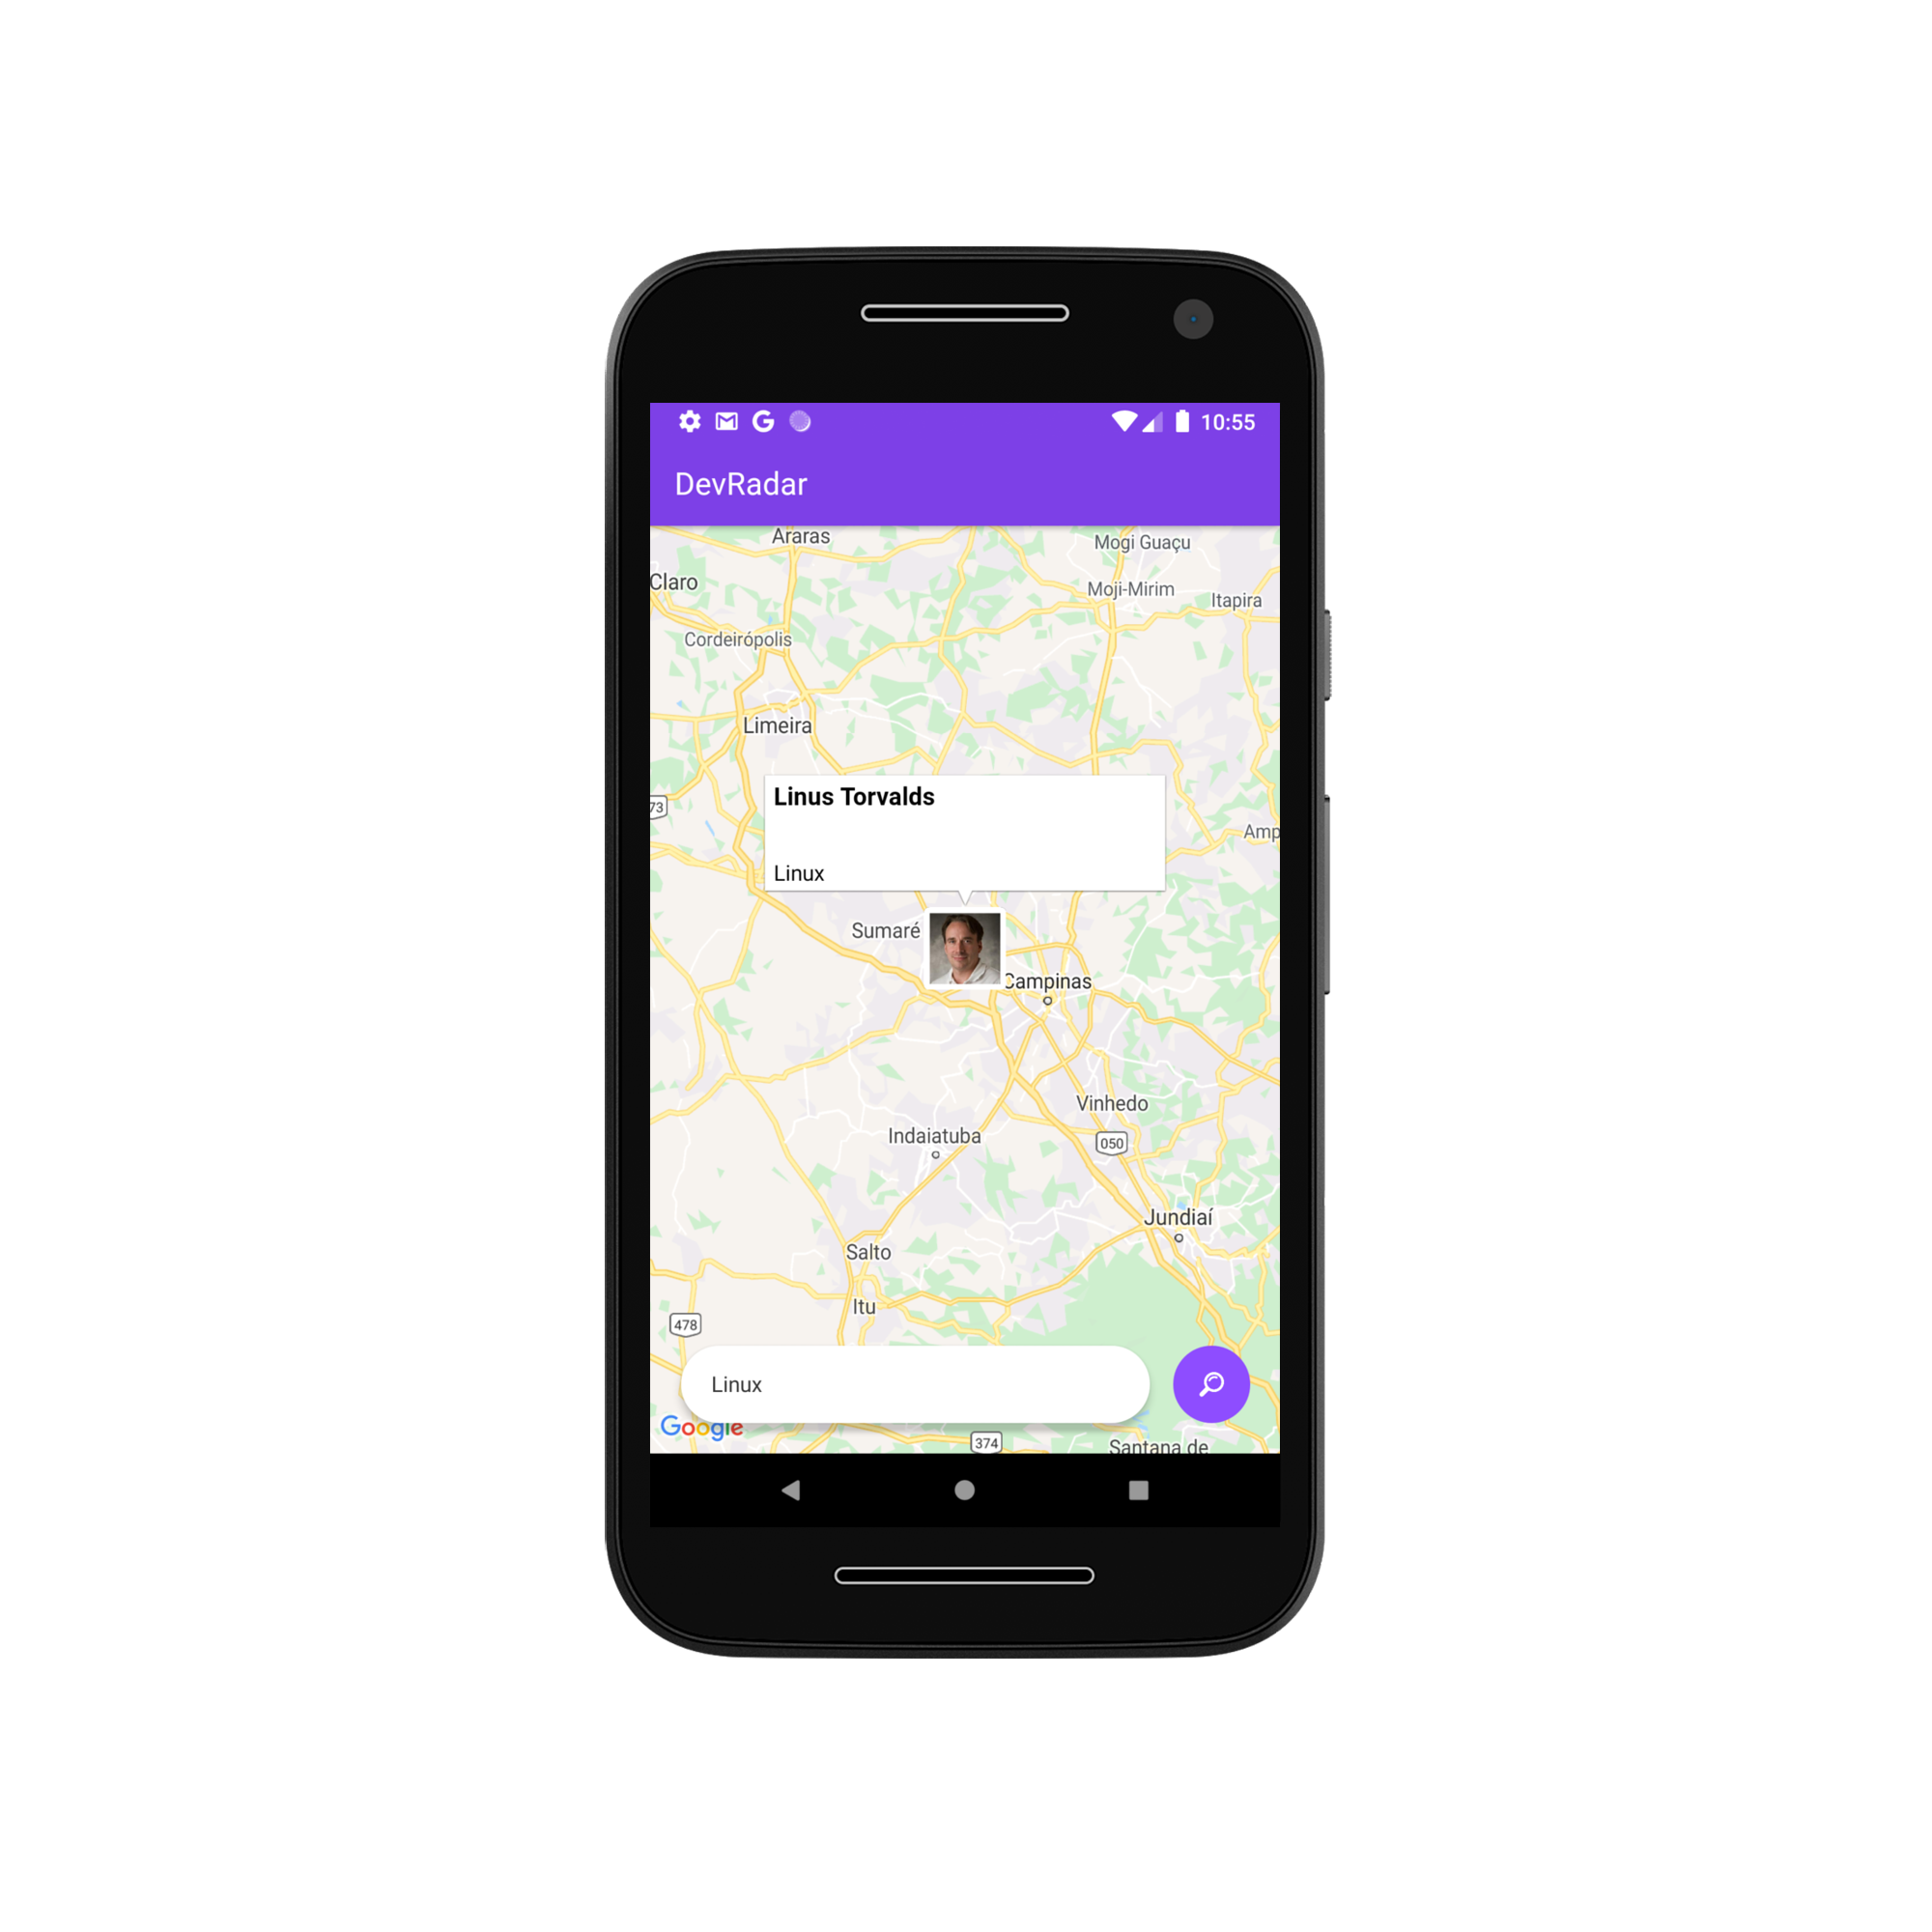 10:55
DevRadar
Araras
Mogi Guaçu
Claro
Moji-Mirim
Itapira
Cordeirópolis
Limeira
Linus Torvalds
73
Amp
Linux
Sumaré
Campinas
Vinhedo
Indaiatuba
050
Jundiaí
Salto
Itu
478
Linux
Google
374
Santana de